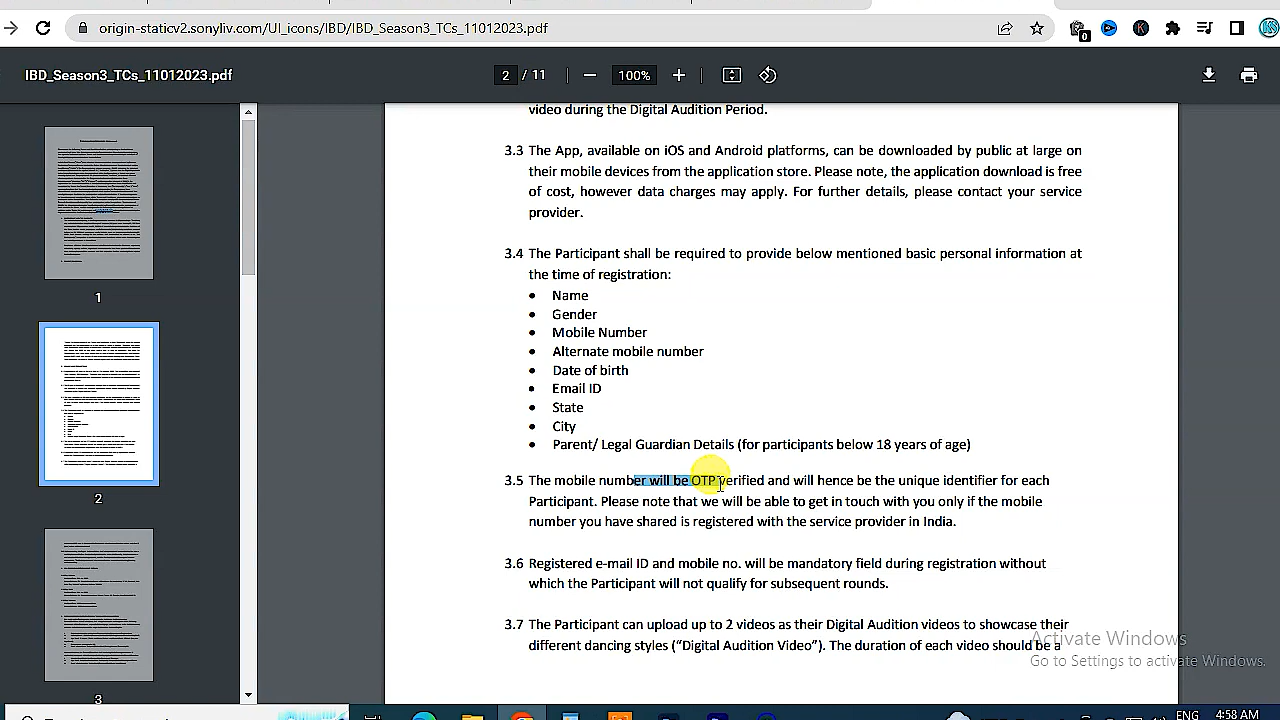 origin-staticv2.sonyliv.com/UI_icons/IBD/IBD_Season3_TCs_11012023.pdf
0
IBD_Season3_TCs_11012023.pdf
2 / 11
100%
video during the Digital Audition Period.
3.3 The App, available on iOS and Android platforms, can be downloaded by public at large on
their mobile devices from the application store. Please note, the application download is free
of cost, however data charges may apply. For further details, please contact your service
provider.
3.4 The Participant shall be required to provide below mentioned basic personal information at
the time of registration:
• Name
• Gender
• Mobile Number
• Alternate mobile number
• Date of birth
• Email ID
• State
• City
• Parent/ Legal Guardian Details (for participants below 18 years of age)
3.5 The mobile number will be OTP verified and will hence be the unique identifier for each
Participant. Please note that we will be able to get in touch with you only if the mobile
number you have shared is registered with the service provider in India.
3.6 Registered e-mail ID and mobile no. will be mandatory field during registration without
which the Participant will not qualify for subsequent rounds.
3.7 The Participant can upload up to 2 videos as their Digital Audition videos to showcase their
different dancing styles (“Digital Audition Video”). The duration of each video should be a
1
2
3
Activate Windows
Go to Settings to activate Windows.
ENG
4:58 AM